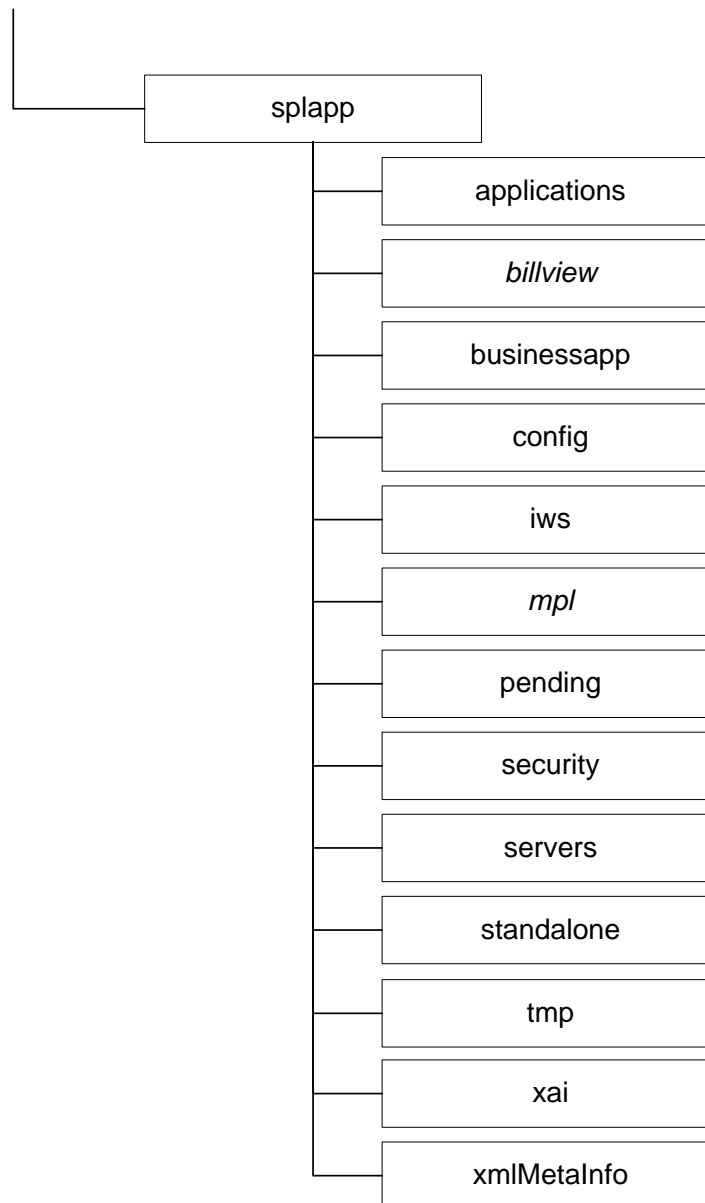 splapp
applications
billview
businessapp
config
iws
mpl
pending
security
servers
standalone
tmp
xai
xmlMetaInfo